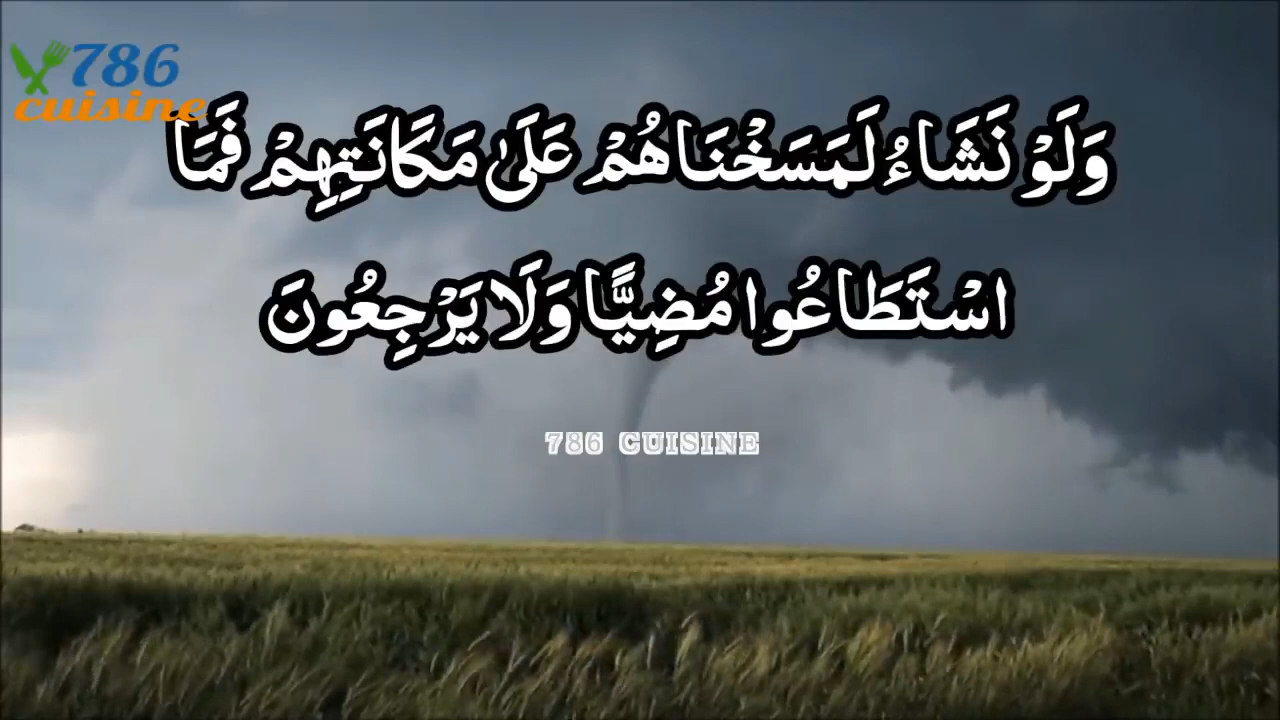 786
cuisine
وَلَوْ نَشَاءُ لَمَسَخْنَاهُمْ عَلَىٰ مَكَانَتِهِمْ فَمَا
اسْتَطَاعُوا مُضِيًّا وَلَا يَرْجِعُونَ
786 CUISINE